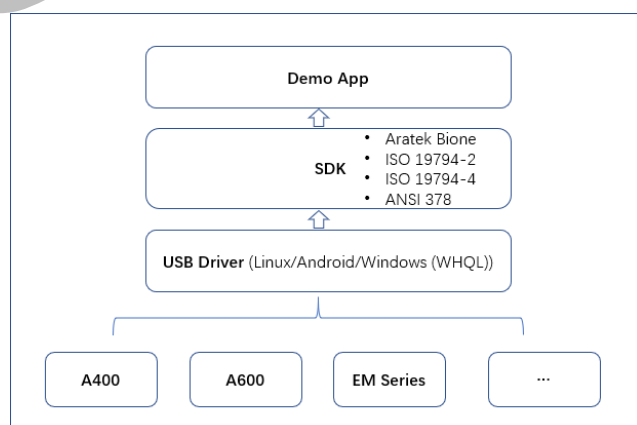 Demo App
SDK
• Aratek Bione
• ISO 19794-2
• ISO 19794-4
• ANSI 378
USB Driver (Linux/Android/Windows (WHQL))
A400
A600
EM Series
...